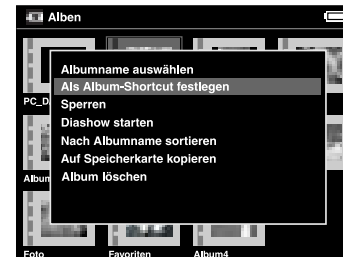 Alben
Albumname auswählen
Als Album-Shortcut festlegen
Sperren
Diashow starten
Nach Albumname sortieren
Auf Speicherkarte kopieren
Album löschen
PC_D
Album
Foto Favoriten Album4